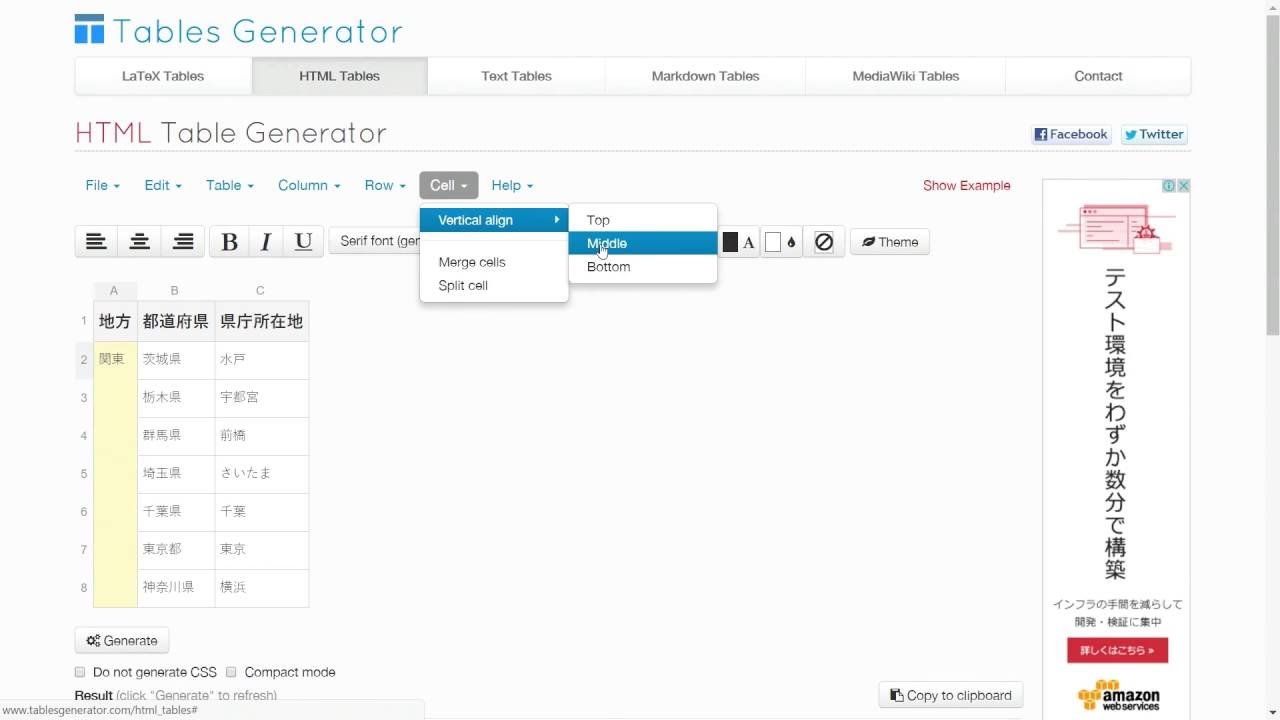 Tables Generator
LaTeX Tables HTML Tables Text Tables Markdown Tables MediaWiki Tables Contact
HTML Table Generator
Facebook Twitter
File Edit Table Column Row Cell Help Show Example
Vertical align
Top
Middle
Bottom
Merge cells
Split cell
B I U Serif font (ger A Theme
A B C
1 地方 都道府県 県庁所在地
2 関東 茨城県 水戸
3 栃木県 宇都宮
4 群馬県 前橋
5 埼玉県 さいたま
6 千葉県 千葉
7 東京都 東京
8 神奈川県 横浜
Generate
Do not generate CSS Compact mode
Result (click "Generate" to refresh)
Copy to clipboard
www.tablesgenerator.com/html_tables#
テスト環境をわずか数分で構築
インフラの手間を減らして
開発・検証に集中
詳しくはこちら »
amazon
web services